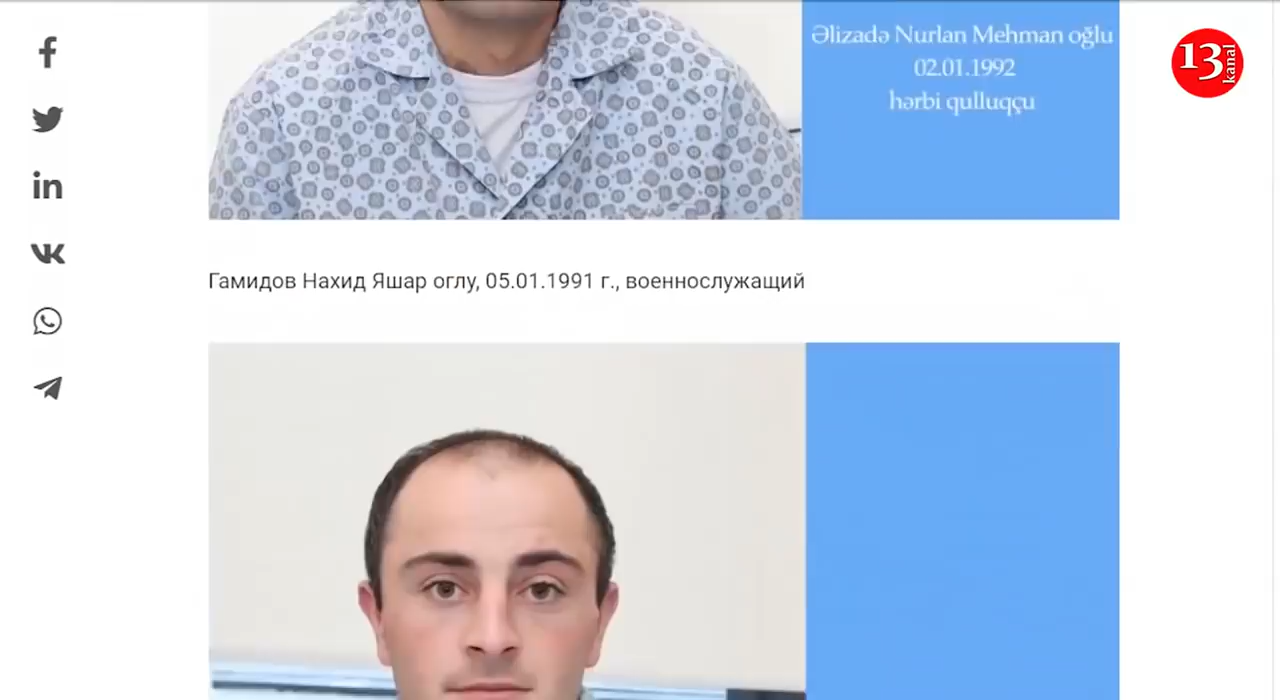 Əlizadə Nurlan Mehman oğlu
02.01.1992
hərbi qulluqçu
13 kanal
Гамидов Нахид Яшар оглу, 05.01.1991 г., военнослужащий